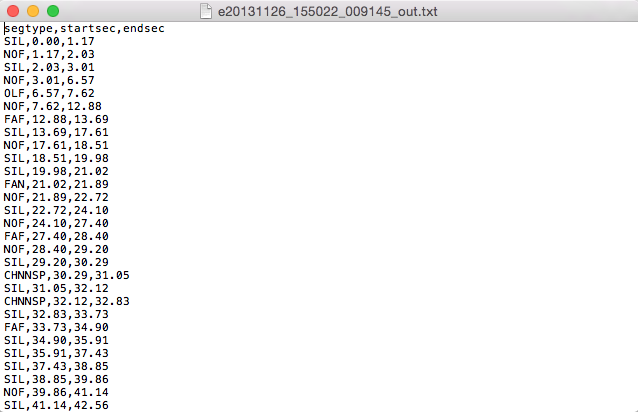 e20131126_155022_009145_out.txt
segtype,startsec,endsec
SIL,0.00,1.17
NOF,1.17,2.03
SIL,2.03,3.01
NOF,3.01,6.57
OLF,6.57,7.62
NOF,7.62,12.88
FAF,12.88,13.69
SIL,13.69,17.61
NOF,17.61,18.51
SIL,18.51,19.98
SIL,19.98,21.02
FAN,21.02,21.89
NOF,21.89,22.72
SIL,22.72,24.10
NOF,24.10,27.40
FAF,27.40,28.40
NOF,28.40,29.20
SIL,29.20,30.29
CHNNSP,30.29,31.05
SIL,31.05,32.12
CHNNSP,32.12,32.83
SIL,32.83,33.73
FAF,33.73,34.90
SIL,34.90,35.91
SIL,35.91,37.43
SIL,37.43,38.85
SIL,38.85,39.86
NOF,39.86,41.14
SIL,41.14,42.56